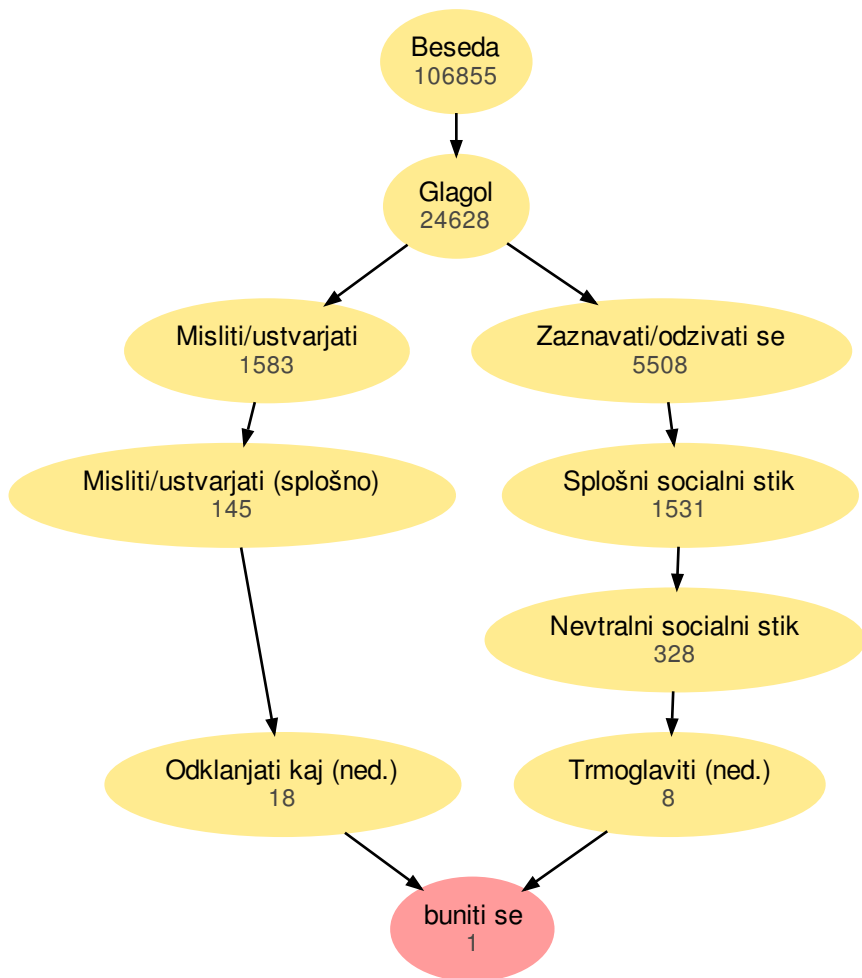 Beseda
106855
Glagol
24628
Misliti/ustvarjati
1583
Zaznavati/odzivati se
5508
Misliti/ustvarjati (splošno)
145
Splošni socialni stik
1531
Nevtralni socialni stik
328
Odklanjati kaj (ned.)
18
Trmoglaviti (ned.)
8
buniti se
1